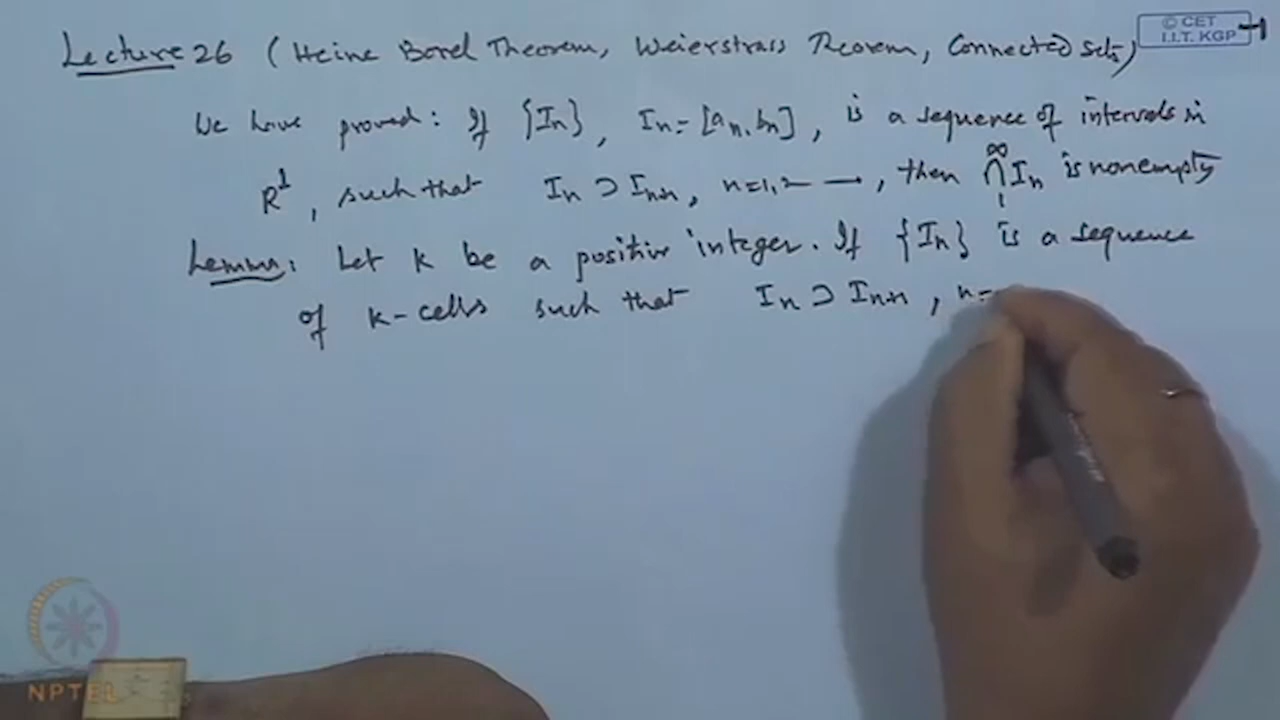 Lecture 26 (Heine Borel Theorem, Weierstrass Teorem, Connected Sets)
© CET
I.I.T. KGP
We have proved: If {In}, In = [an, bn], is a sequence of intervals in
R¹, such that In ⊃ In+1, n=1,2 —, then ∞⋂1 In is nonempty
Lemma: Let k be a positive integer. If {In} is a sequence
of k-cells such that In ⊃ In+1, n=
NPTEL